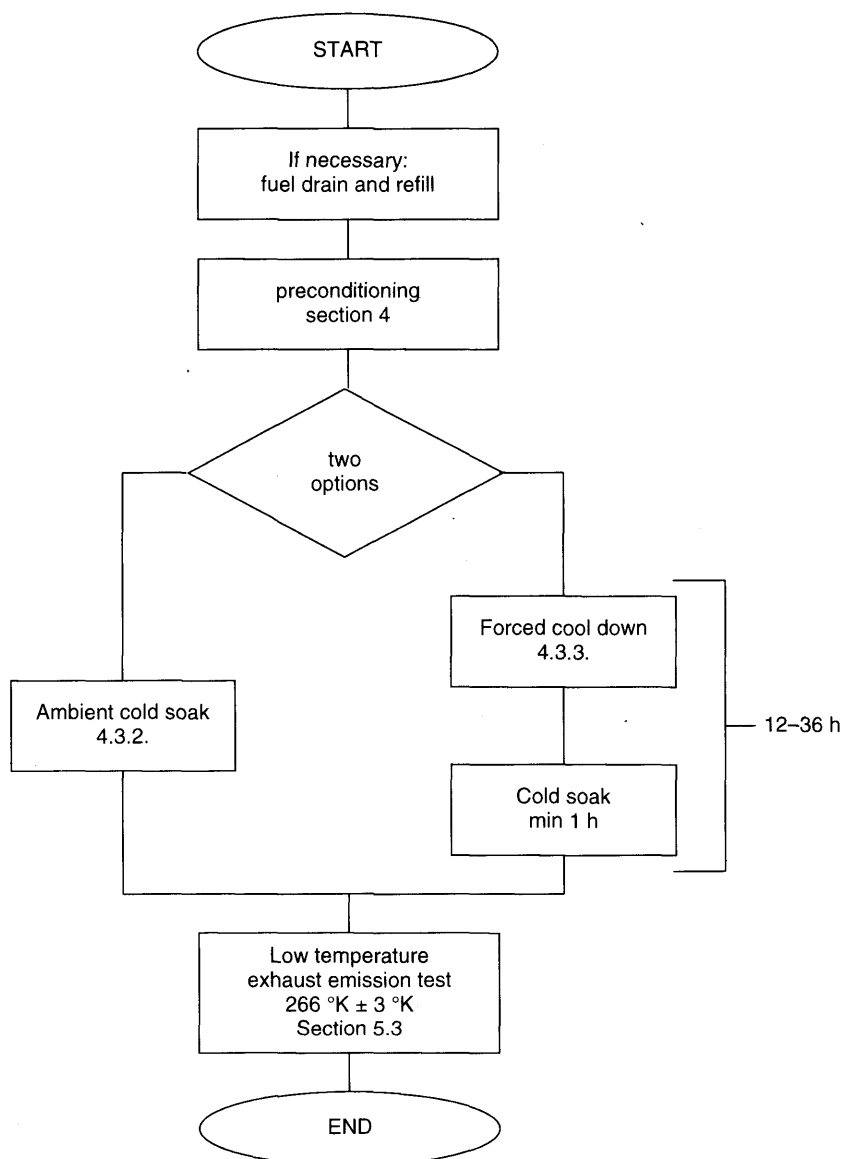 START
If necessary:
fuel drain and refill
preconditioning
section 4
two
options
Forced cool down
4.3.3.
Ambient cold soak
4.3.2.
12–36 h
Cold soak
min 1 h
Low temperature
exhaust emission test
266 °K ± 3 °K
Section 5.3
END